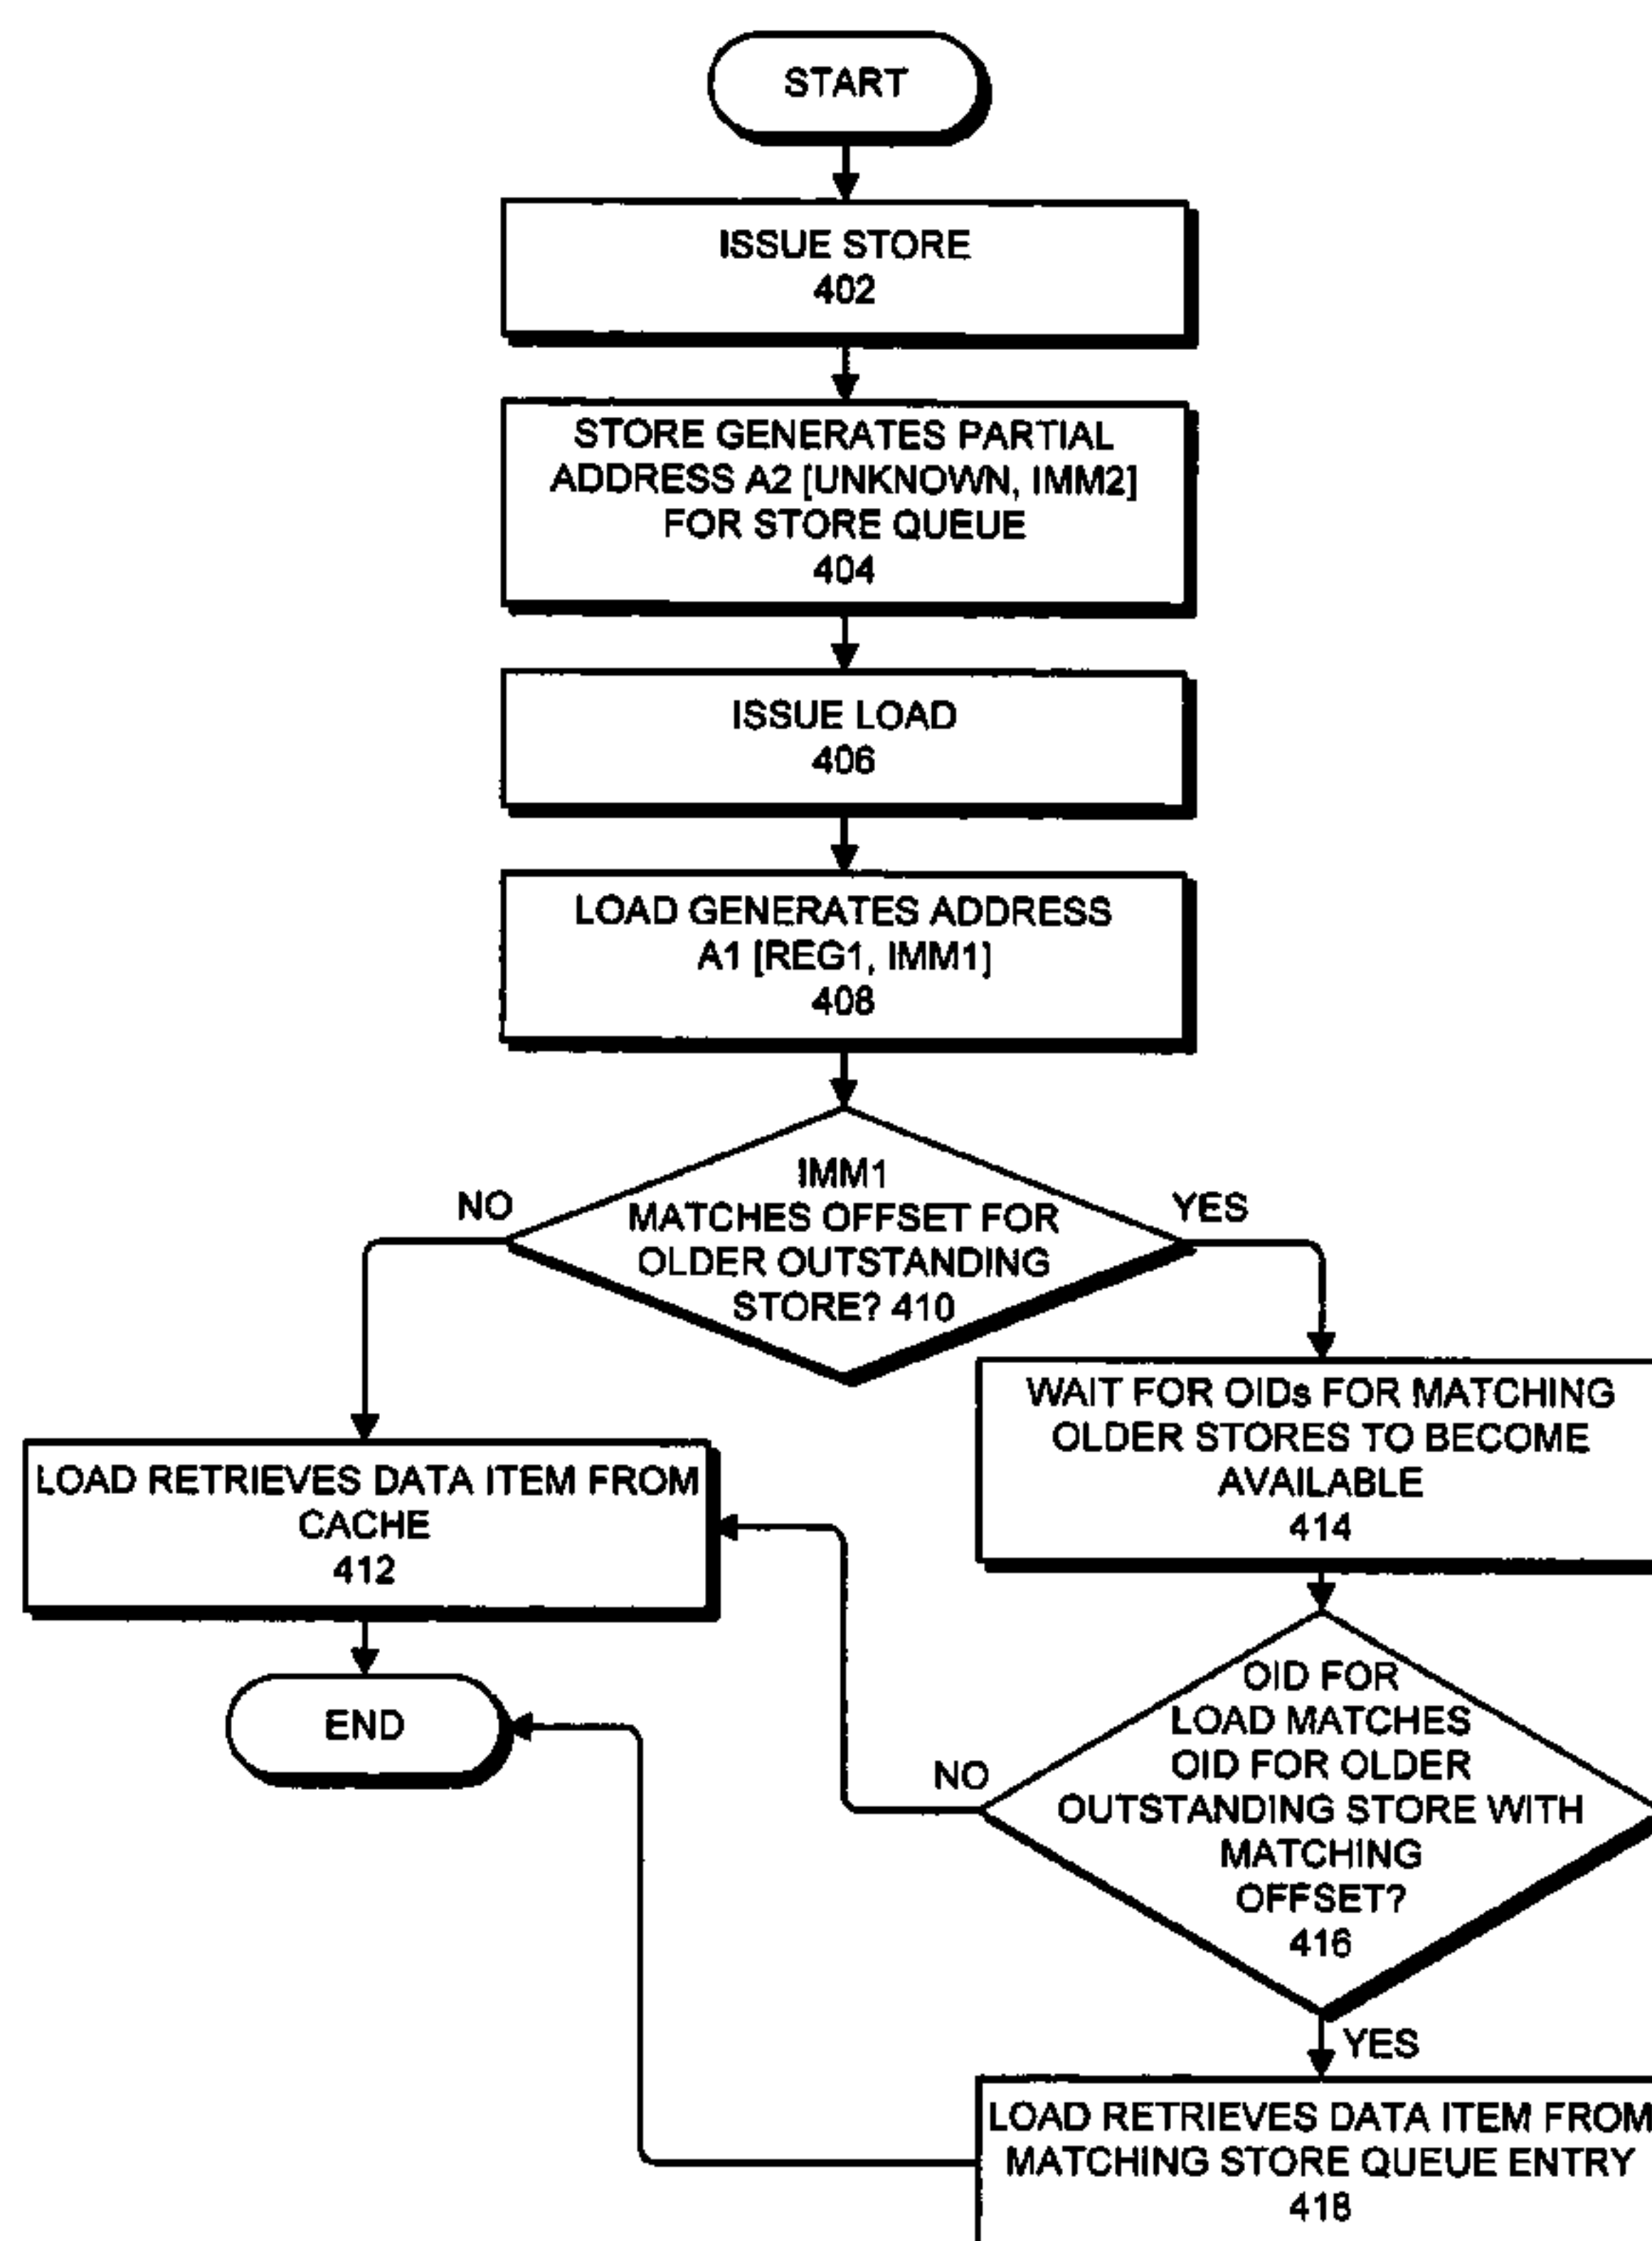 START
ISSUE STORE
402
STORE GENERATES PARTIAL
ADDRESS A2 [UNKNOWN, IMM2]
FOR STORE QUEUE
404
ISSUE LOAD
406
LOAD GENERATES ADDRESS
A1 [REG1, IMM1]
408
IMM1
MATCHES OFFSET FOR
OLDER OUTSTANDING
STORE? 410
NO
YES
LOAD RETRIEVES DATA ITEM FROM
CACHE
412
WAIT FOR OIDs FOR MATCHING
OLDER STORES TO BECOME
AVAILABLE
414
END
OID FOR
LOAD MATCHES
OID FOR OLDER
OUTSTANDING STORE WITH
MATCHING
OFFSET?
416
NO
YES
LOAD RETRIEVES DATA ITEM FROM
MATCHING STORE QUEUE ENTRY
418